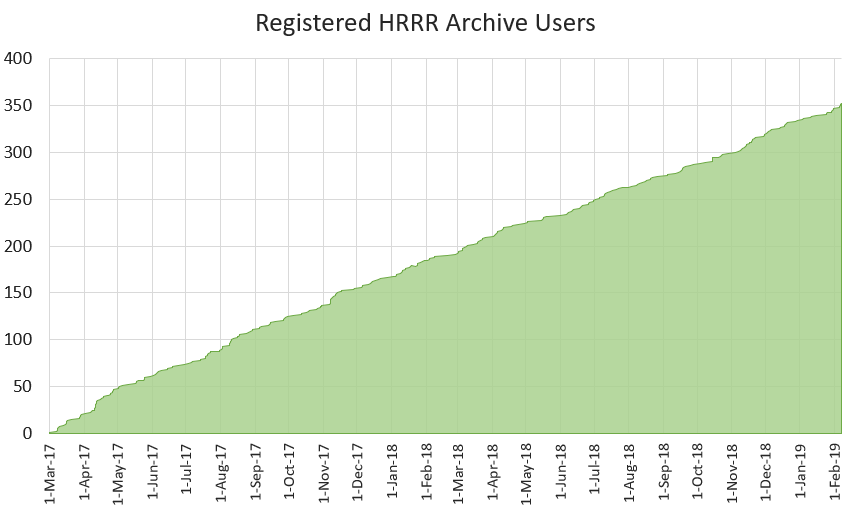 Registered HRRR Archive Users
400
350
300
250
200
150
100
50
0
1-Mar-17
1-Apr-17
1-May-17
1-Jun-17
1-Jul-17
1-Aug-17
1-Sep-17
1-Oct-17
1-Nov-17
1-Dec-17
1-Jan-18
1-Feb-18
1-Mar-18
1-Apr-18
1-May-18
1-Jun-18
1-Jul-18
1-Aug-18
1-Sep-18
1-Oct-18
1-Nov-18
1-Dec-18
1-Jan-19
1-Feb-19